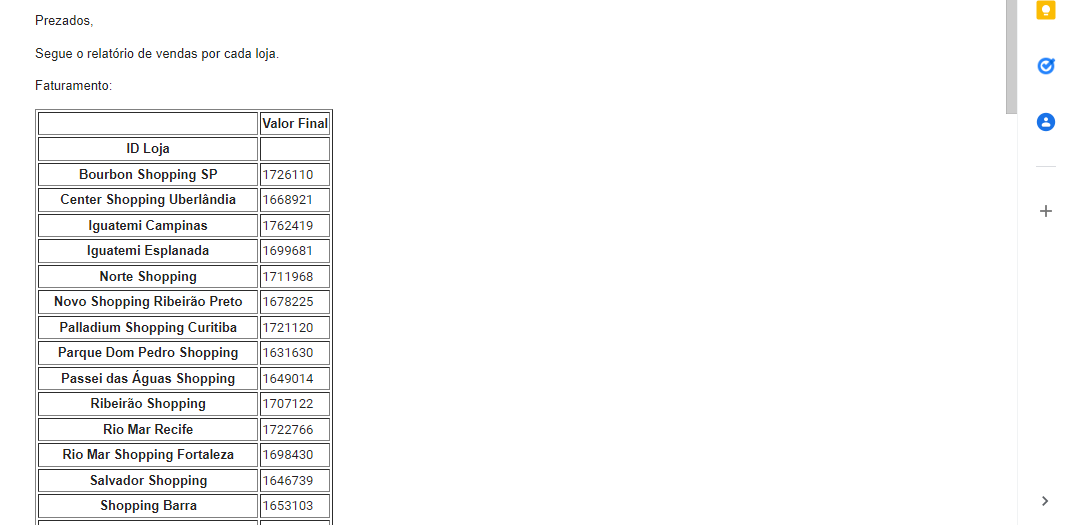 Prezados,
Segue o relatório de vendas por cada loja.
Faturamento:
Valor Final
ID Loja
Bourbon Shopping SP 1726110
Center Shopping Uberlândia 1668921
Iguatemi Campinas 1762419
Iguatemi Esplanada 1699681
Norte Shopping 1711968
Novo Shopping Ribeirão Preto 1678225
Palladium Shopping Curitiba 1721120
Parque Dom Pedro Shopping 1631630
Passei das Águas Shopping 1649014
Ribeirão Shopping 1707122
Rio Mar Recife 1722766
Rio Mar Shopping Fortaleza 1698430
Salvador Shopping 1646739
Shopping Barra 1653103